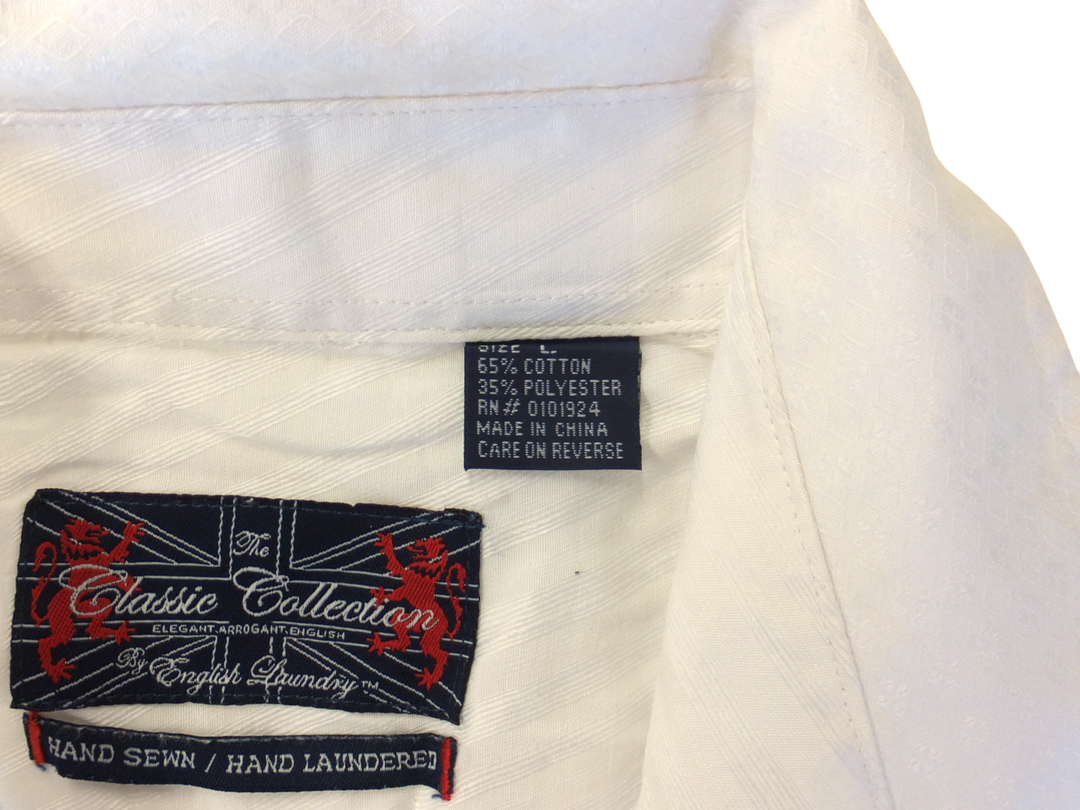 SIZE L
65% COTTON
35% POLYESTER
RN# 0101924
MADE IN CHINA
CARE ON REVERSE
The
Classic Collection
ELEGANT.ARROGANT.ENGLISH
By English Laundry™
HAND SEWN / HAND LAUNDERED